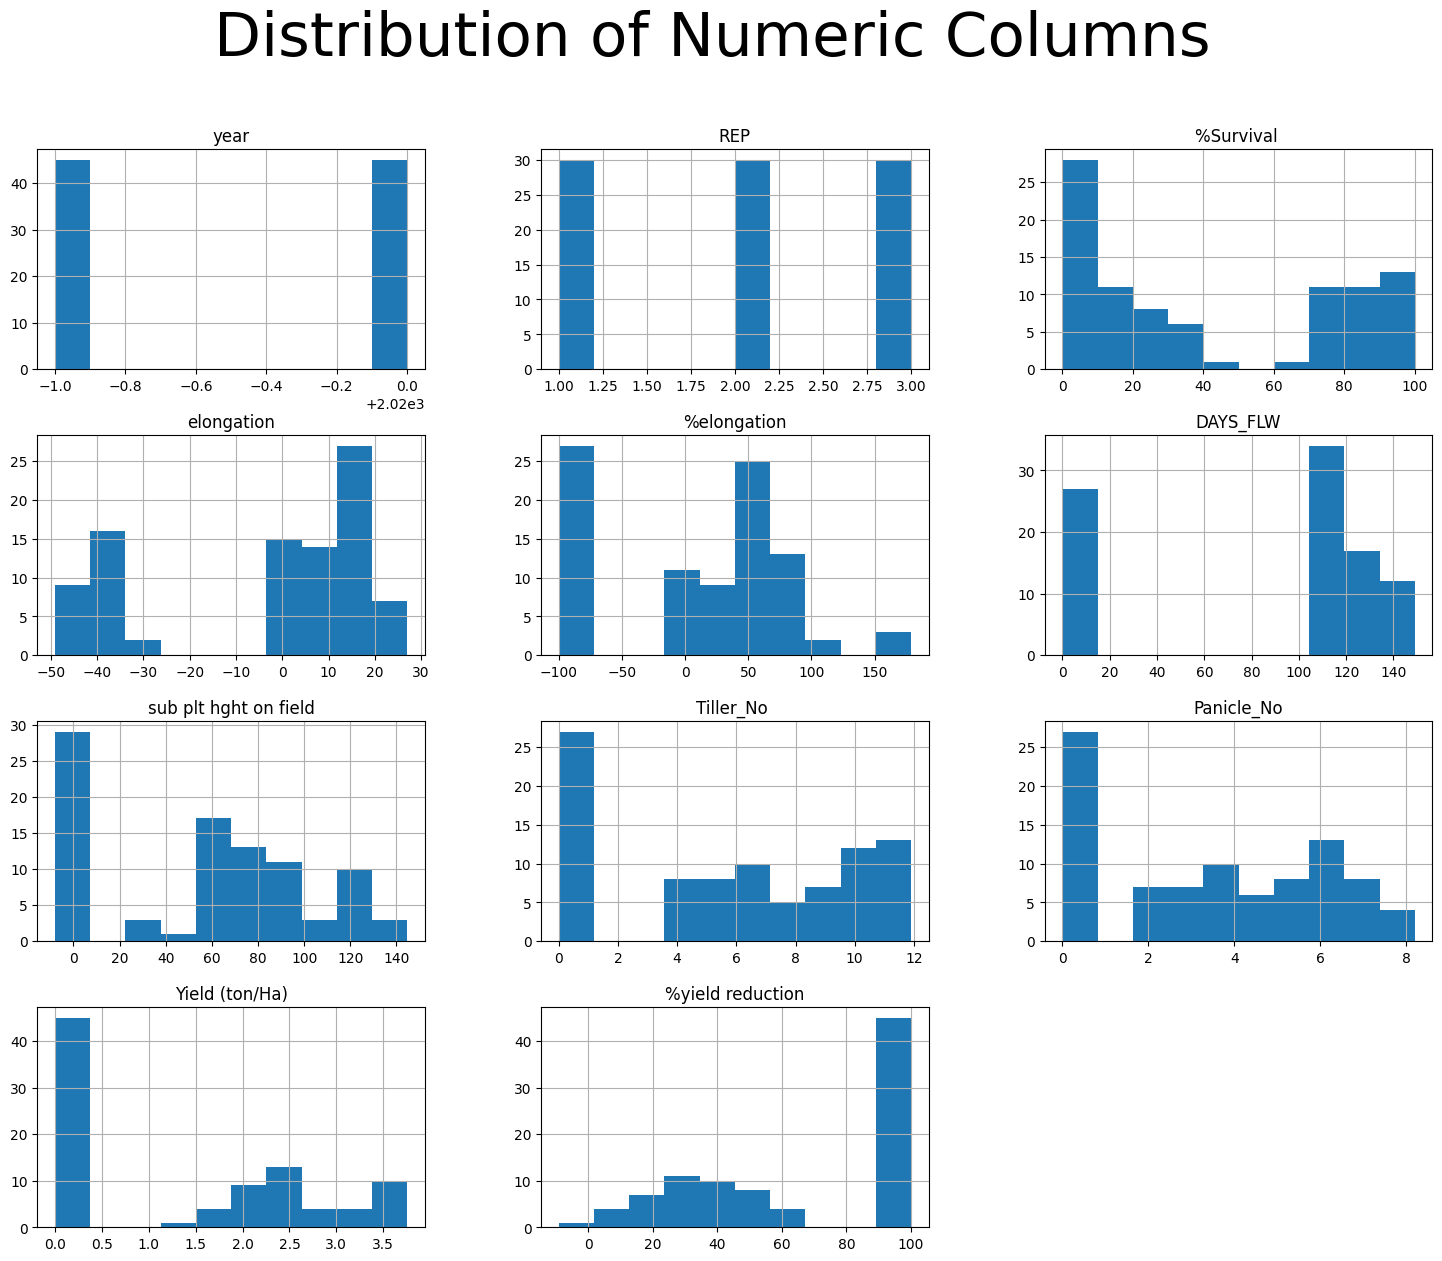 Distribution of Numeric Columns
year
REP
%Survival
40
30
20
10
0
−1.0 −0.8 −0.6 −0.4 −0.2 0.0
+2.02e3
30
25
20
15
10
5
0
1.00 1.25 1.50 1.75 2.00 2.25 2.50 2.75 3.00
25
20
15
10
5
0
0 20 40 60 80 100
elongation
%elongation
DAYS_FLW
25
20
15
10
5
0
−50 −40 −30 −20 −10 0 10 20 30
25
20
15
10
5
0
−100 −50 0 50 100 150
30
20
10
0
0 20 40 60 80 100 120 140
sub plt hght on field
Tiller_No
Panicle_No
30
25
20
15
10
5
0
0 20 40 60 80 100 120 140
25
20
15
10
5
0
0 2 4 6 8 10 12
25
20
15
10
5
0
0 2 4 6 8
Yield (ton/Ha)
%yield reduction
40
30
20
10
0
0.0 0.5 1.0 1.5 2.0 2.5 3.0 3.5
40
30
20
10
0
0 20 40 60 80 100